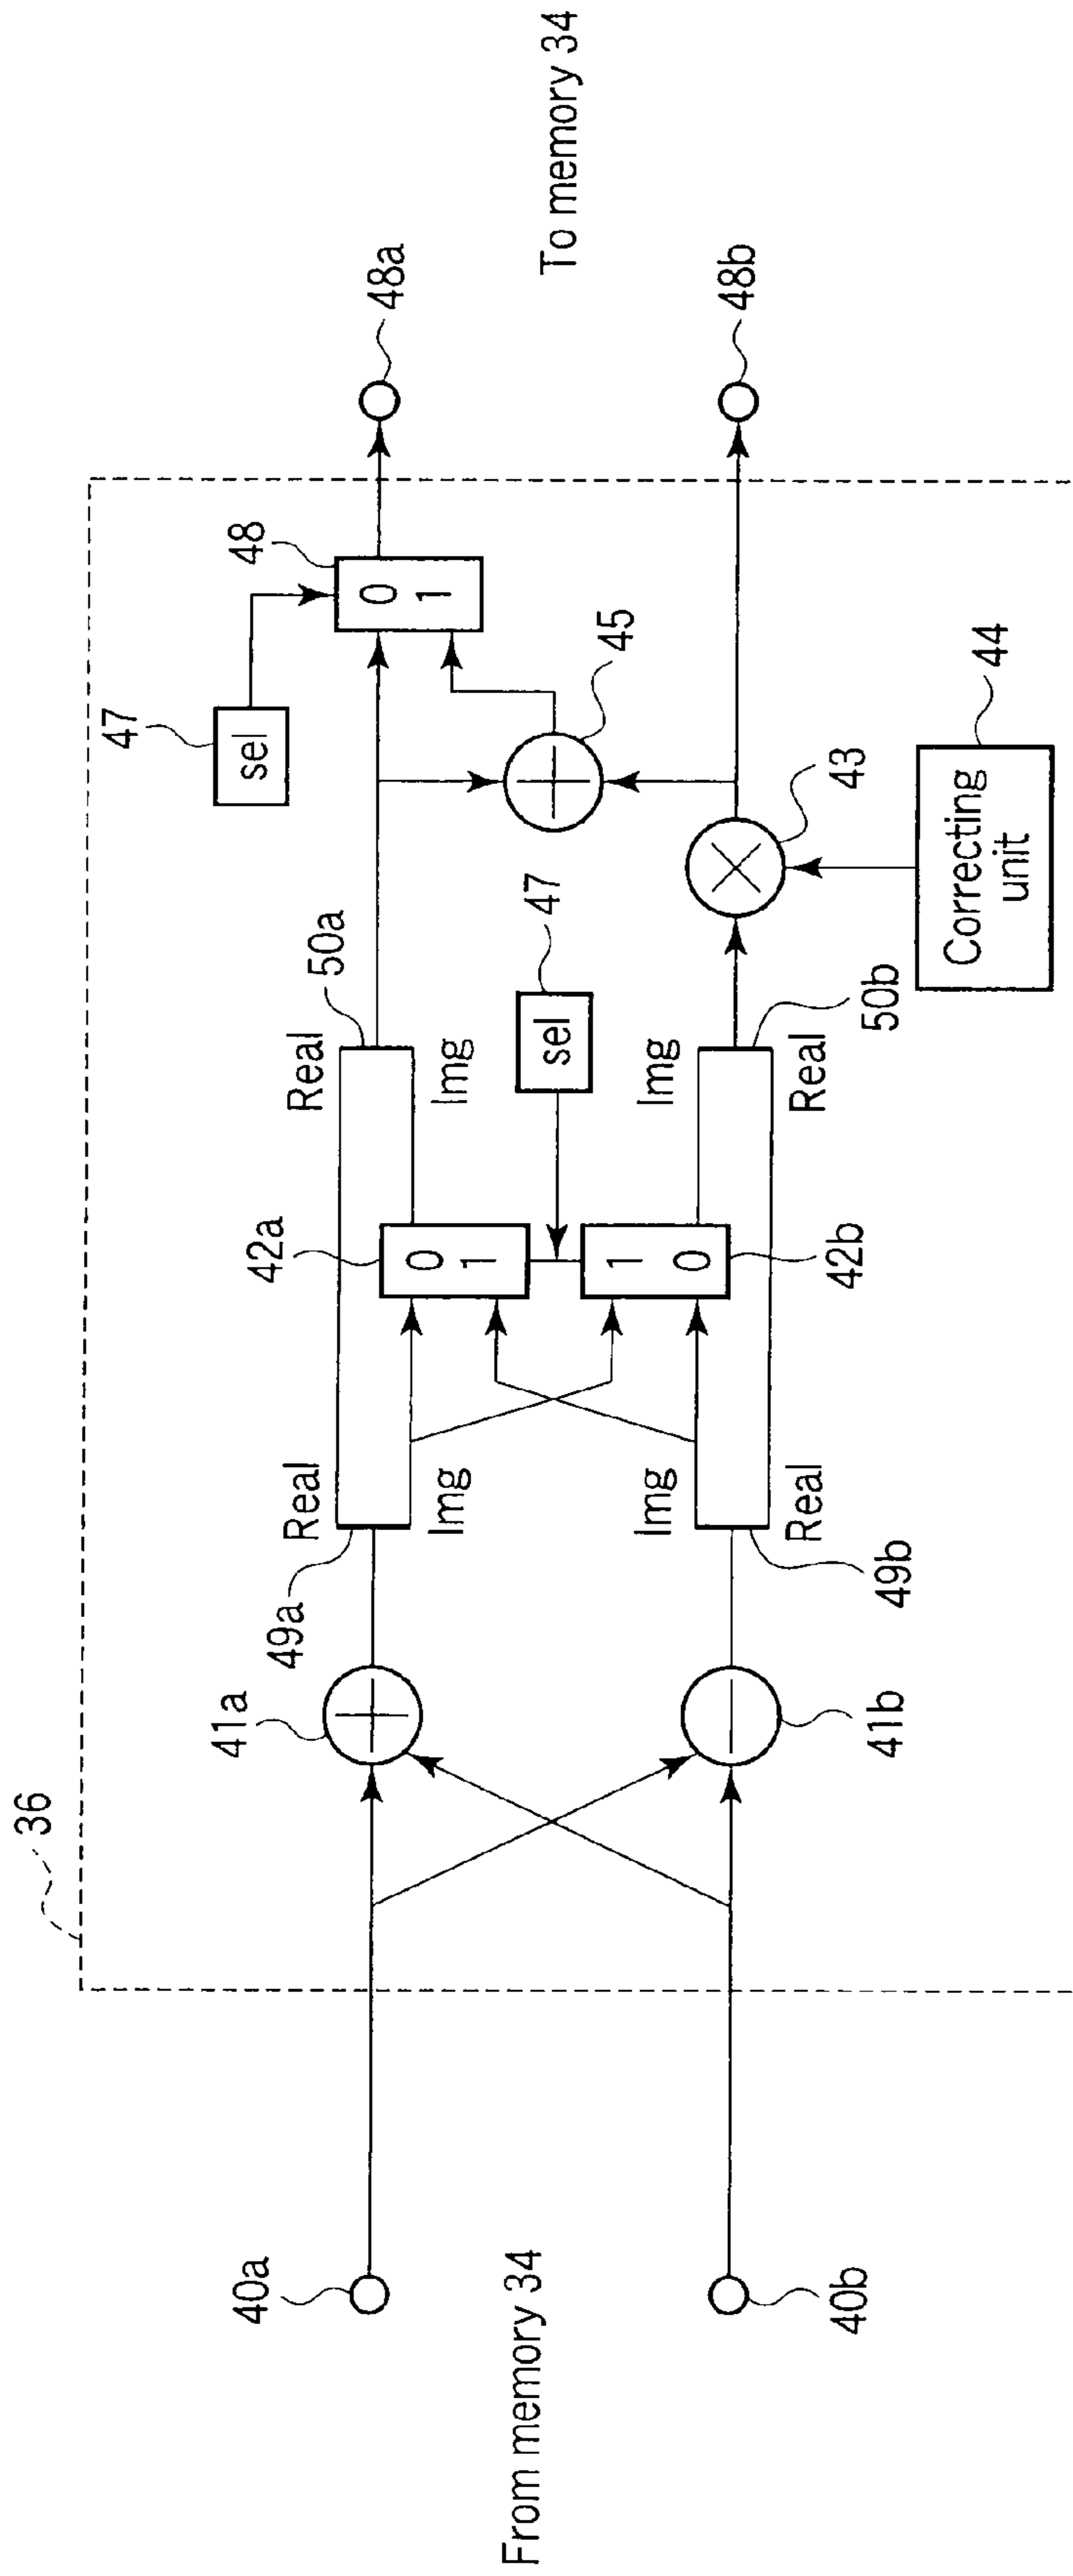 36
From memory 34
40a
40b
41a
41b
49a
49b
Real
Img
Img
Real
42a
0
1
1
0
42b
47
sel
Real
Img
Img
Real
50a
50b
43
Correcting
unit
44
45
47
sel
48
0
1
48a
48b
To memory 34